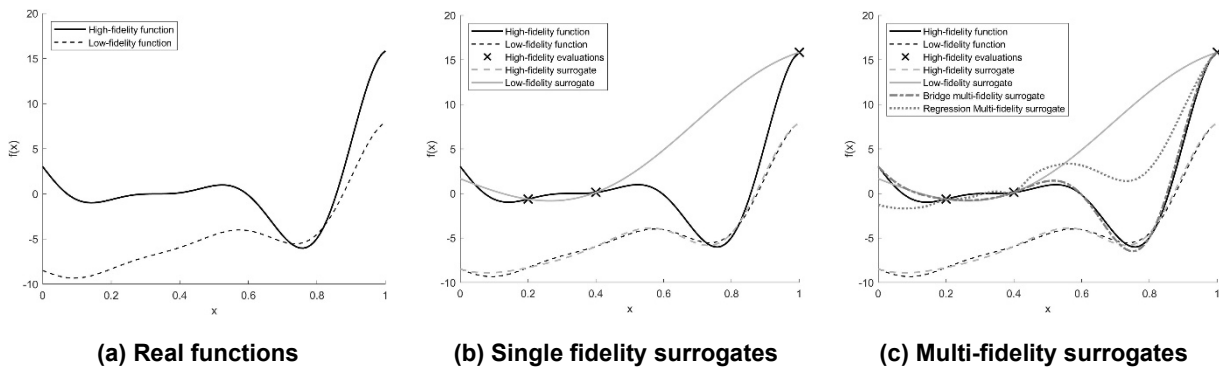 High-fidelity function
Low-fidelity function
20
15
10
5
0
-5
-10
f(x)
0
0.2
0.4
0.6
0.8
1
x
(a) Real functions
High-fidelity function
Low-fidelity function
High-fidelity evaluations
High-fidelity surrogate
Low-fidelity surrogate
20
15
10
5
0
-5
-10
f(x)
0
0.2
0.4
0.6
0.8
1
x
(b) Single fidelity surrogates
High-fidelity function
Low-fidelity function
High-fidelity evaluations
High-fidelity surrogate
Low-fidelity surrogate
Bridge multi-fidelity surrogate
Regression Multi-fidelity surrogate
20
15
10
5
0
-5
-10
f(x)
0
0.2
0.4
0.6
0.8
1
x
(c) Multi-fidelity surrogates